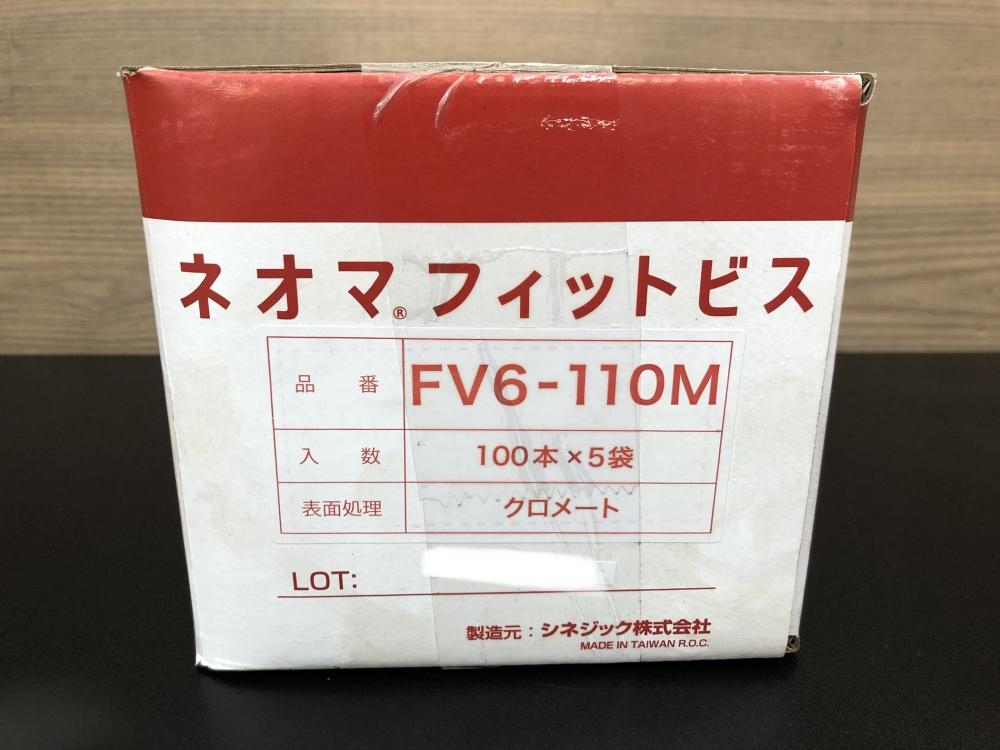 ネオマ®フィットビス
品番 FV6-110M
入数 100本×5袋
表面処理 クロメート
LOT:
製造元：シネジック株式会社
MADE IN TAIWAN R.O.C.